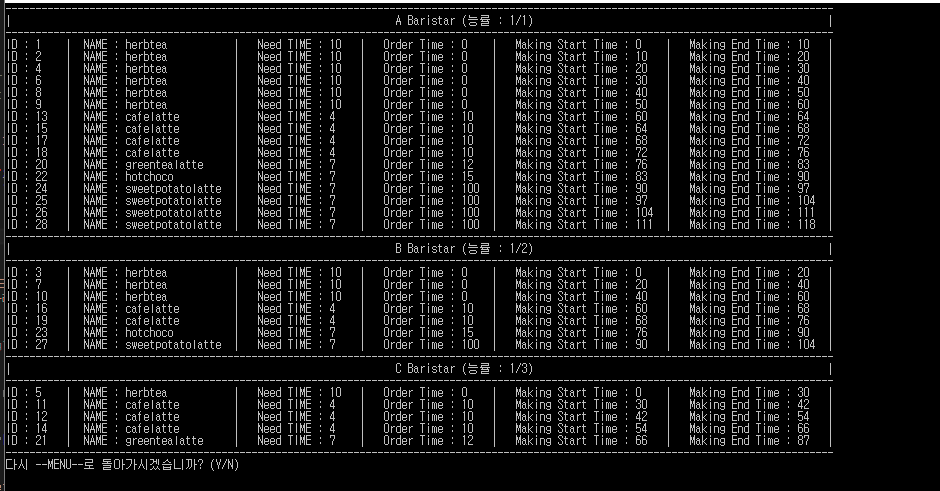 A Baristar (능률 : 1/1)
ID : 1 | NAME : herbtea | Need TIME : 10 | Order Time : 0 | Making Start Time : 0 | Making End Time : 10
ID : 2 | NAME : herbtea | Need TIME : 10 | Order Time : 0 | Making Start Time : 10 | Making End Time : 20
ID : 4 | NAME : herbtea | Need TIME : 10 | Order Time : 0 | Making Start Time : 20 | Making End Time : 30
ID : 6 | NAME : herbtea | Need TIME : 10 | Order Time : 0 | Making Start Time : 30 | Making End Time : 40
ID : 8 | NAME : herbtea | Need TIME : 10 | Order Time : 0 | Making Start Time : 40 | Making End Time : 50
ID : 9 | NAME : herbtea | Need TIME : 10 | Order Time : 0 | Making Start Time : 50 | Making End Time : 60
ID : 13 | NAME : cafelatte | Need TIME : 4 | Order Time : 10 | Making Start Time : 60 | Making End Time : 64
ID : 15 | NAME : cafelatte | Need TIME : 4 | Order Time : 10 | Making Start Time : 64 | Making End Time : 68
ID : 17 | NAME : cafelatte | Need TIME : 4 | Order Time : 10 | Making Start Time : 68 | Making End Time : 72
ID : 18 | NAME : cafelatte | Need TIME : 4 | Order Time : 10 | Making Start Time : 72 | Making End Time : 76
ID : 20 | NAME : greentealatte | Need TIME : 7 | Order Time : 12 | Making Start Time : 76 | Making End Time : 83
ID : 22 | NAME : hotchoco | Need TIME : 7 | Order Time : 15 | Making Start Time : 83 | Making End Time : 90
ID : 24 | NAME : sweetpotatolatte | Need TIME : 7 | Order Time : 100 | Making Start Time : 90 | Making End Time : 97
ID : 25 | NAME : sweetpotatolatte | Need TIME : 7 | Order Time : 100 | Making Start Time : 97 | Making End Time : 104
ID : 26 | NAME : sweetpotatolatte | Need TIME : 7 | Order Time : 100 | Making Start Time : 104 | Making End Time : 111
ID : 28 | NAME : sweetpotatolatte | Need TIME : 7 | Order Time : 100 | Making Start Time : 111 | Making End Time : 118
B Baristar (능률 : 1/2)
ID : 3 | NAME : herbtea | Need TIME : 10 | Order Time : 0 | Making Start Time : 0 | Making End Time : 20
ID : 7 | NAME : herbtea | Need TIME : 10 | Order Time : 0 | Making Start Time : 20 | Making End Time : 40
ID : 10 | NAME : herbtea | Need TIME : 10 | Order Time : 0 | Making Start Time : 40 | Making End Time : 60
ID : 16 | NAME : cafelatte | Need TIME : 4 | Order Time : 10 | Making Start Time : 60 | Making End Time : 68
ID : 19 | NAME : cafelatte | Need TIME : 4 | Order Time : 10 | Making Start Time : 68 | Making End Time : 76
ID : 23 | NAME : hotchoco | Need TIME : 7 | Order Time : 15 | Making Start Time : 76 | Making End Time : 90
ID : 27 | NAME : sweetpotatolatte | Need TIME : 7 | Order Time : 100 | Making Start Time : 90 | Making End Time : 104
C Baristar (능률 : 1/3)
ID : 5 | NAME : herbtea | Need TIME : 10 | Order Time : 0 | Making Start Time : 0 | Making End Time : 30
ID : 11 | NAME : cafelatte | Need TIME : 4 | Order Time : 10 | Making Start Time : 30 | Making End Time : 42
ID : 12 | NAME : cafelatte | Need TIME : 4 | Order Time : 10 | Making Start Time : 42 | Making End Time : 54
ID : 14 | NAME : cafelatte | Need TIME : 4 | Order Time : 10 | Making Start Time : 54 | Making End Time : 66
ID : 21 | NAME : greentealatte | Need TIME : 7 | Order Time : 12 | Making Start Time : 66 | Making End Time : 87
다시 --MENU--로 돌아가시겠습니까? (Y/N)